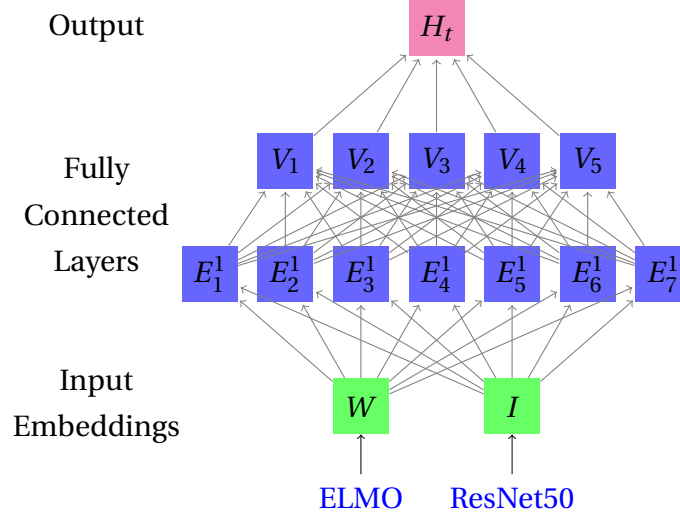 Output
H_t
Fully
Connected
Layers
V_1 V_2 V_3 V_4 V_5
E_1^1 E_2^1 E_3^1 E_4^1 E_5^1 E_6^1 E_7^1
Input
Embeddings
W I
ELMO ResNet50